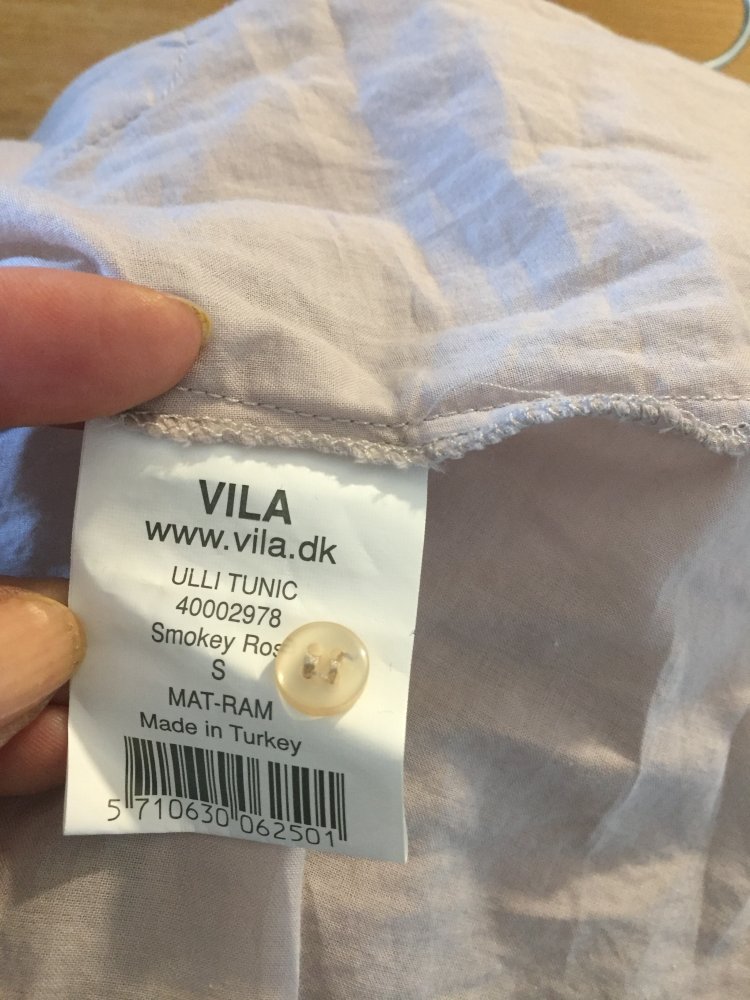 VILA
www.vila.dk
ULLI TUNIC
40002978
Smokey Ros
S
MAT-RAM
Made in Turkey
5 710630 062501